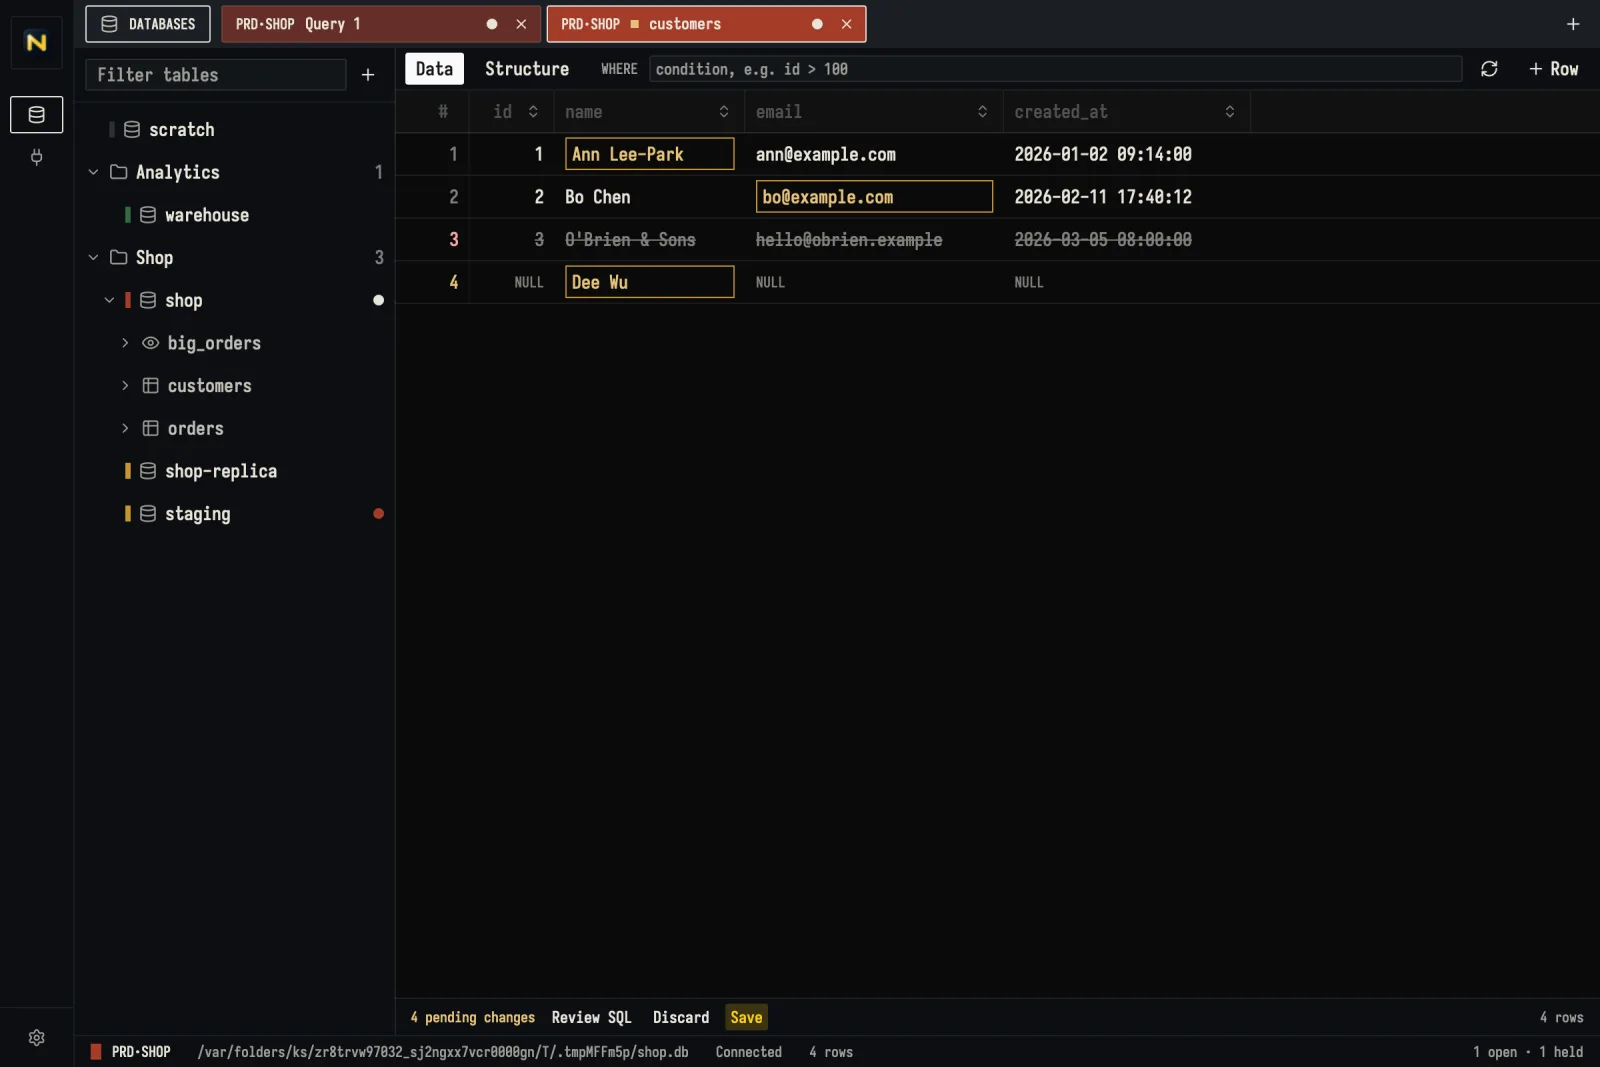 N
DATABASES PRD·SHOP Query 1 PRD·SHOP customers
Filter tables
Data Structure WHERE condition, e.g. id > 100 + Row
scratch
Analytics 1
warehouse
Shop 3
shop
big_orders
customers
orders
shop-replica
staging
# id name email created_at
1 1 Ann Lee-Park ann@example.com 2026-01-02 09:14:00
2 2 Bo Chen bo@example.com 2026-02-11 17:40:12
3 3 O'Brien & Sons hello@obrien.example 2026-03-05 08:00:00
4 NULL Dee Wu NULL NULL
4 pending changes Review SQL Discard Save 4 rows
PRD·SHOP /var/folders/ks/zr8trvw97032_sj2ngxx7vcr0000gn/T/.tmpMFFm5p/shop.db Connected 4 rows 1 open · 1 held